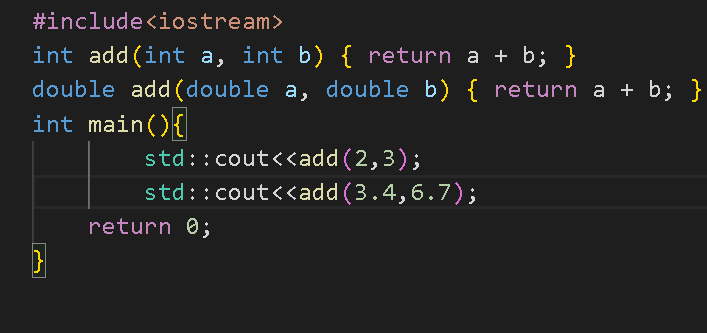 #include<iostream>
int add(int a, int b) { return a + b; }
double add(double a, double b) { return a + b; }
int main(){
std::cout<<add(2,3);
std::cout<<add(3.4,6.7);
return 0;
}